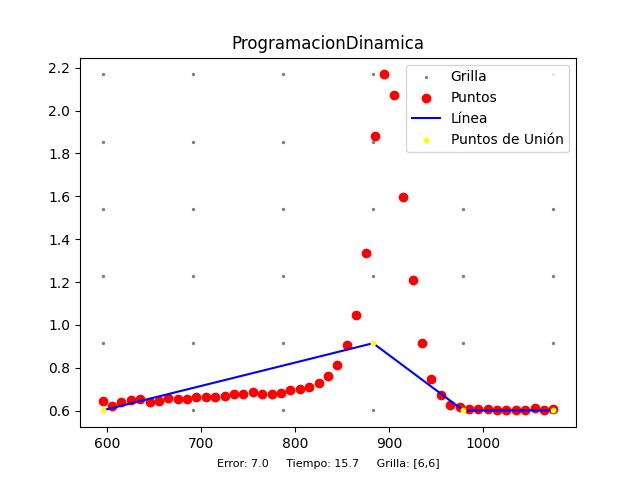 ProgramacionDinamica
Grilla
Puntos
Línea
Puntos de Unión
2.2
2.0
1.8
1.6
1.4
1.2
1.0
0.8
0.6
600 700 800 900 1000
Error: 7.0 Tiempo: 15.7 Grilla: [6,6]